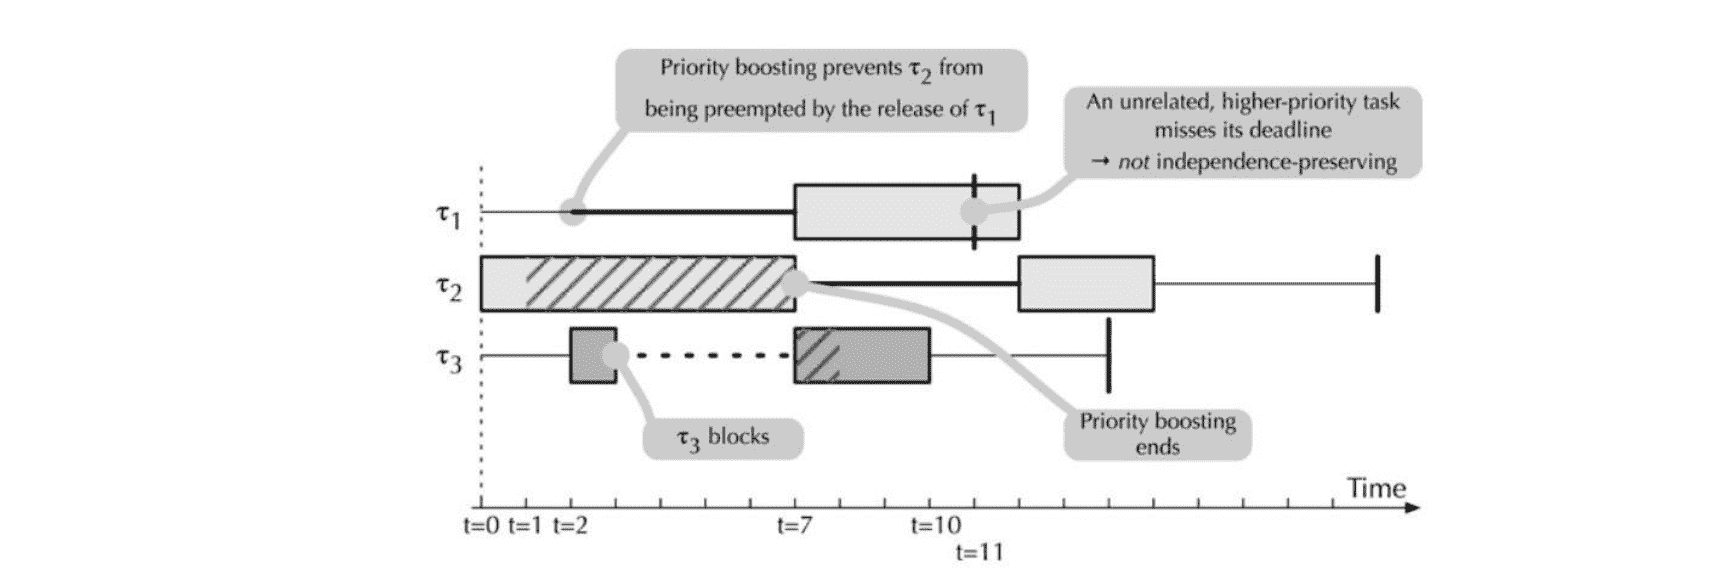 Priority boosting prevents τ2 from
being preempted by the release of τ1
An unrelated, higher-priority task
misses its deadline
→ not independence-preserving
τ1
τ2
τ3
τ3 blocks
Priority boosting
ends
Time
t=0 t=1 t=2 t=7 t=10
t=11